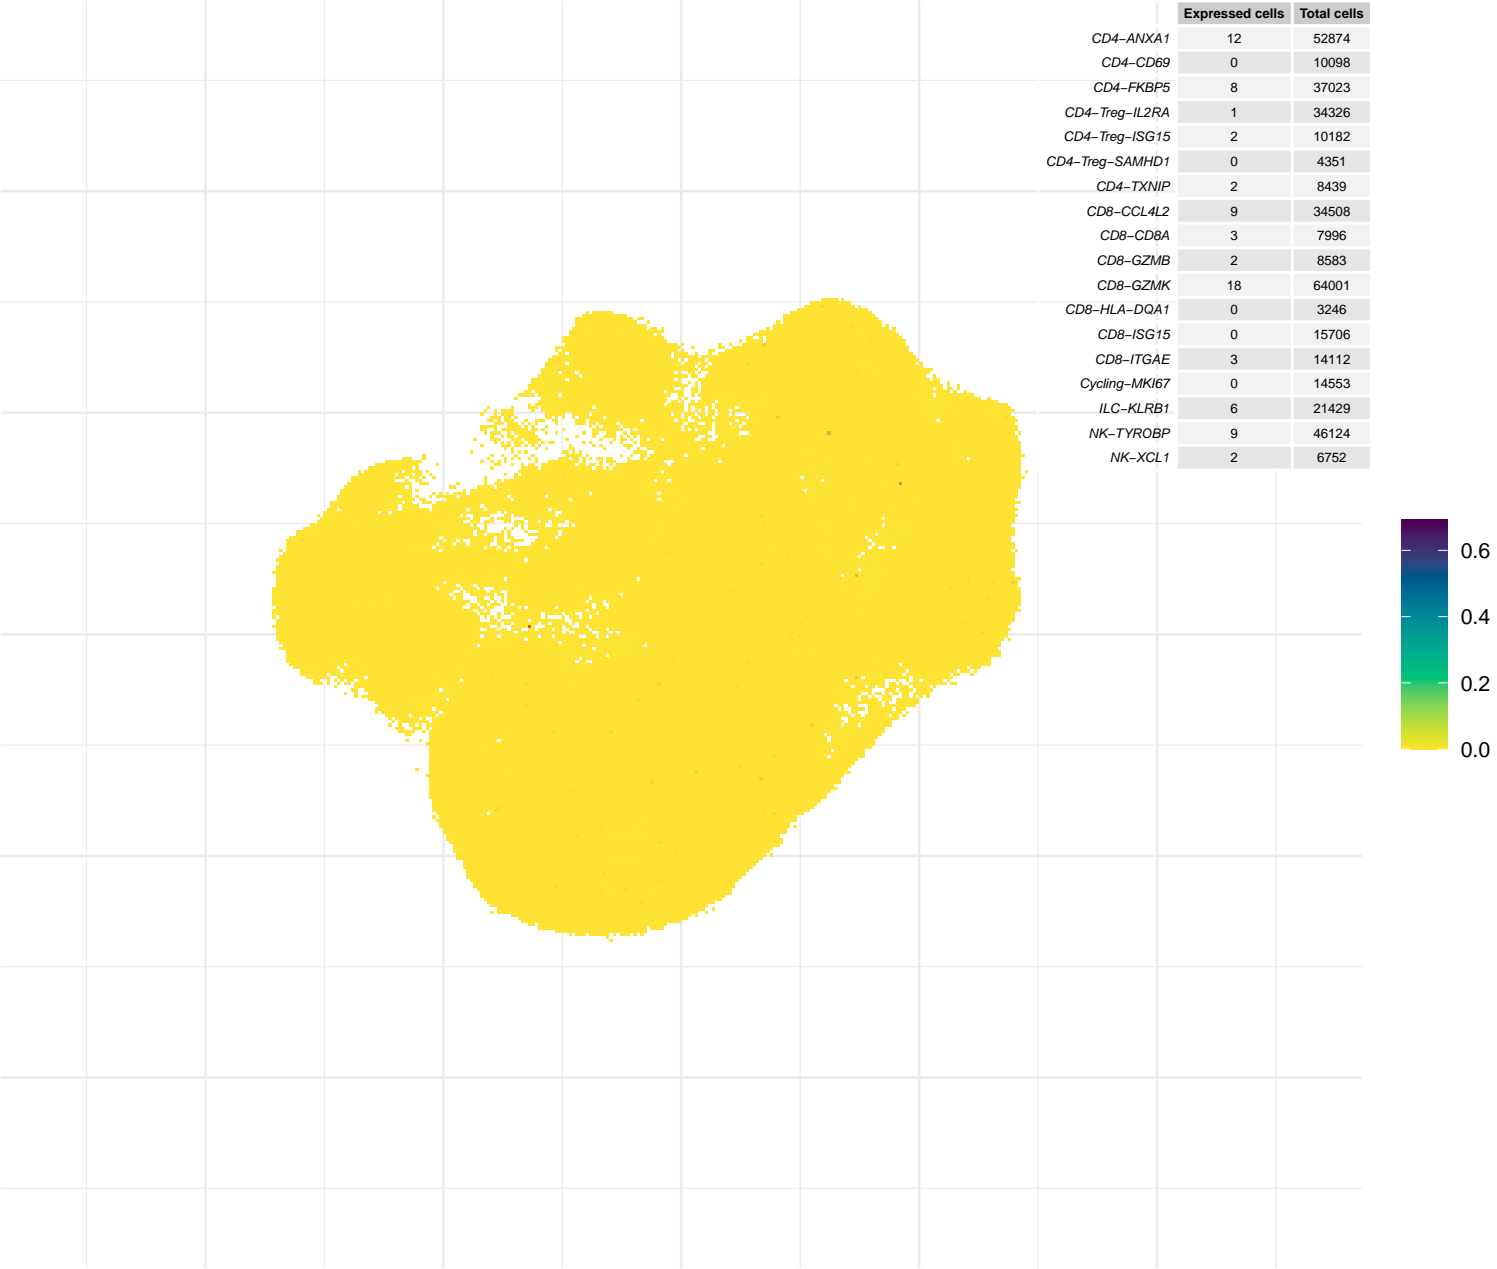 Expressed cells Total cells
CD4−ANXA1 12 52874
CD4−CD69 0 10098
CD4−FKBP5 8 37023
CD4−Treg−IL2RA 1 34326
CD4−Treg−ISG15 2 10182
CD4−Treg−SAMHD1 0 4351
CD4−TXNIP 2 8439
CD8−CCL4L2 9 34508
CD8−CD8A 3 7996
CD8−GZMB 2 8583
CD8−GZMK 18 64001
CD8−HLA−DQA1 0 3246
CD8−ISG15 0 15706
CD8−ITGAE 3 14112
Cycling−MKI67 0 14553
ILC−KLRB1 6 21429
NK−TYROBP 9 46124
NK−XCL1 2 6752
0.6
0.4
0.2
0.0